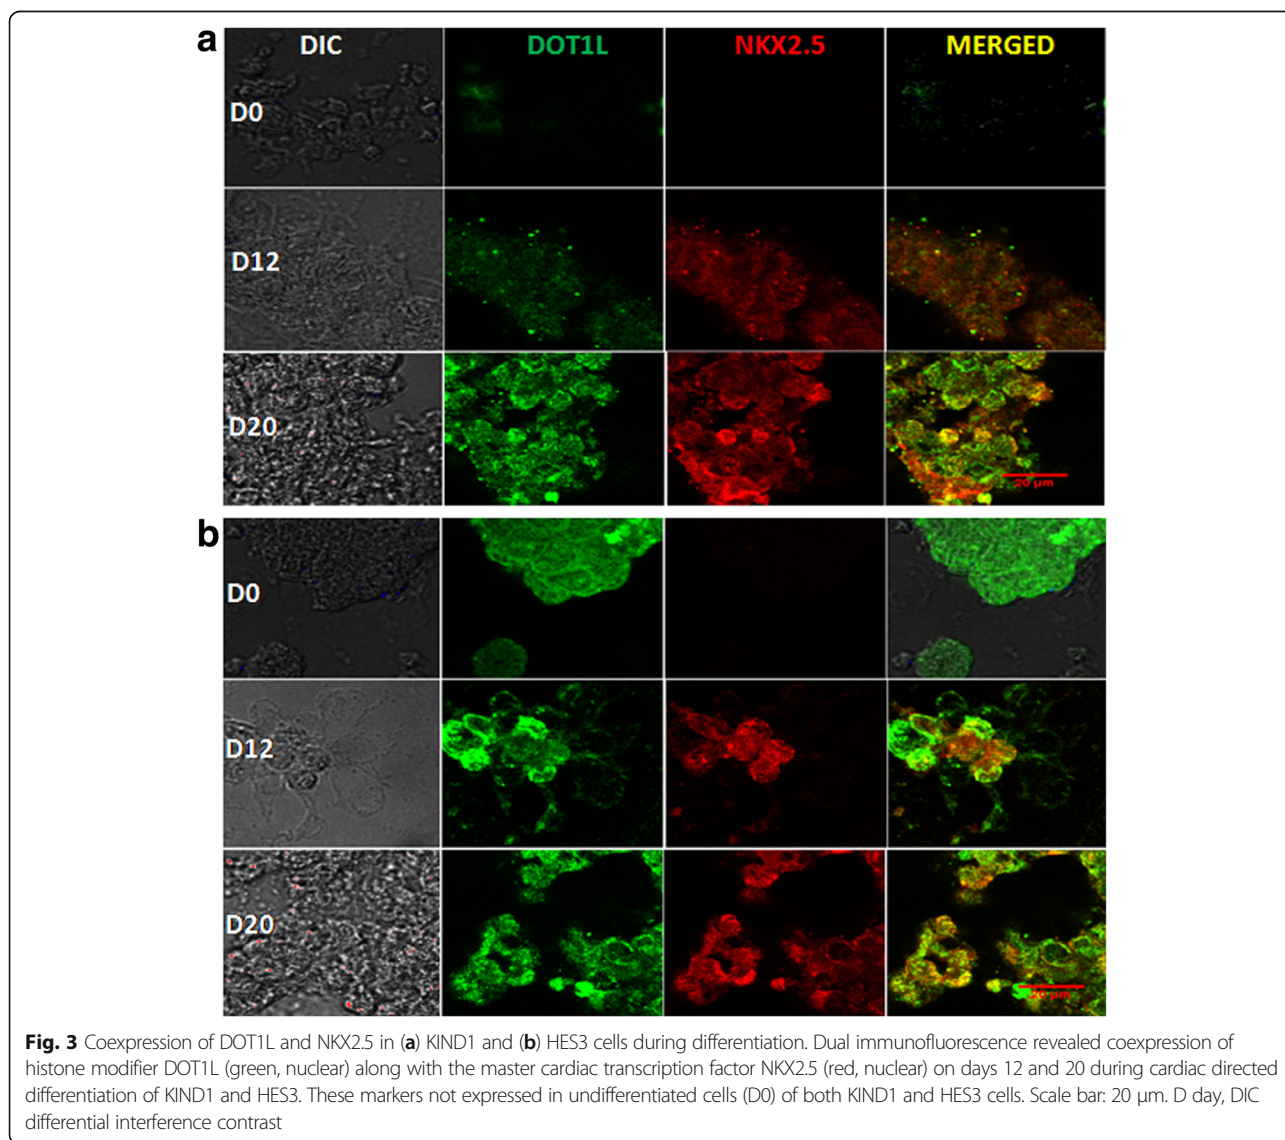 a
DIC DOT1L NKX2.5 MERGED
D0
D12
D20
20 µm
b
D0
D12
D20
20 µm
Fig. 3 Coexpression of DOT1L and NKX2.5 in (a) KIND1 and (b) HES3 cells during differentiation. Dual immunofluorescence revealed coexpression of
histone modifier DOT1L (green, nuclear) along with the master cardiac transcription factor NKX2.5 (red, nuclear) on days 12 and 20 during cardiac directed
differentiation of KIND1 and HES3. These markers not expressed in undifferentiated cells (D0) of both KIND1 and HES3 cells. Scale bar: 20 μm. D day, DIC
differential interference contrast